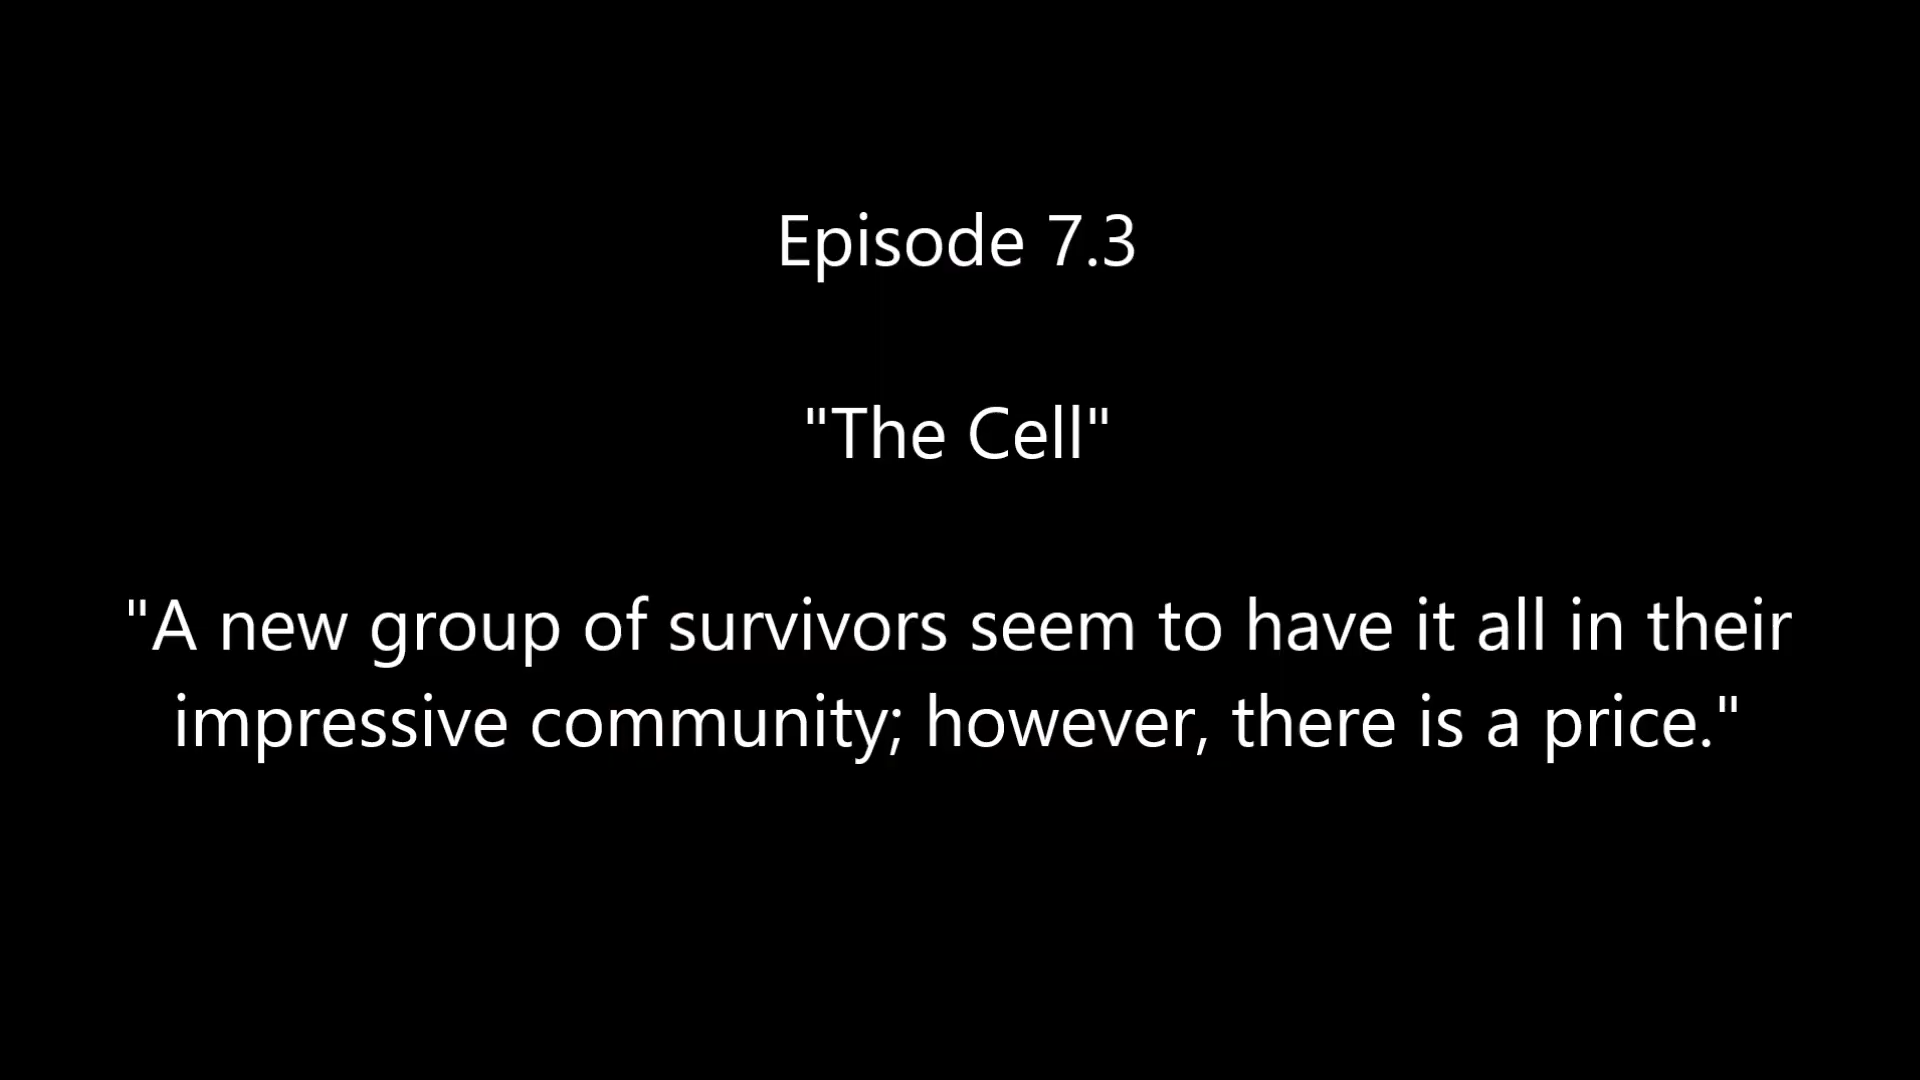 Episode 7.3
"The Cell"
"A new group of survivors seem to have it all in their
impressive community; however, there is a price."